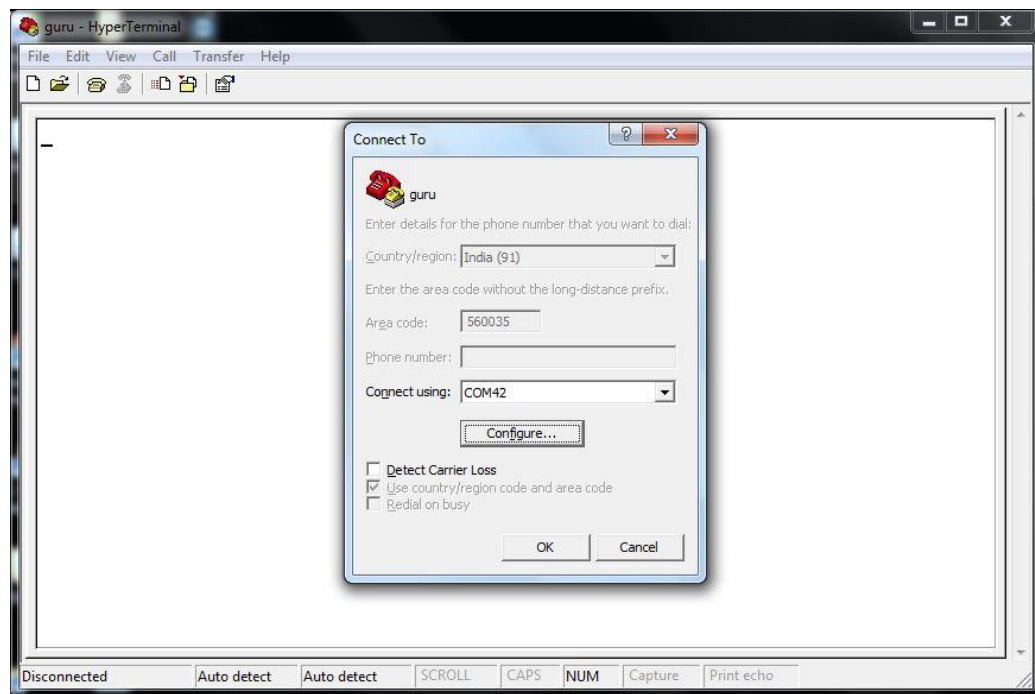 guru - HyperTerminal
File Edit View Call Transfer Help
Connect To
guru
Enter details for the phone number that you want to dial:
Country/region: India (91)
Enter the area code without the long-distance prefix.
Area code: 560035
Phone number:
Connect using: COM42
Configure...
Detect Carrier Loss
Use country/region code and area code
Redial on busy
OK Cancel
Disconnected Auto detect Auto detect SCROLL CAPS NUM Capture Print echo